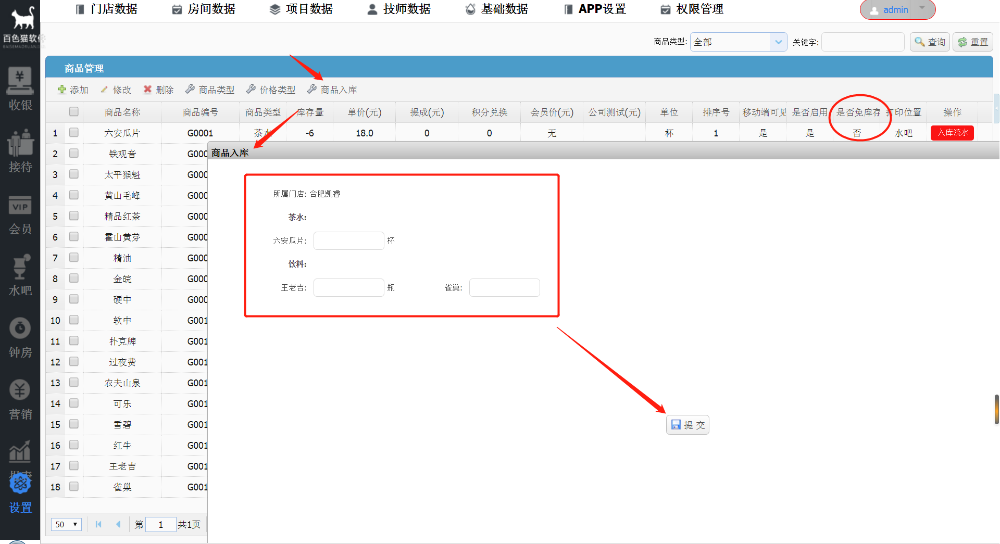 门店数据 房间数据 项目数据 技师数据 基础数据 APP设置 权限管理 admin
百色猫软件
商品类型: 全部 关键字: 查询 重置
商品管理
添加 修改 删除 商品类型 价格类型 商品入库
商品名称 商品编号 商品类型 库存量 单价(元) 提成(元) 积分兑换 会员价(元) 公司测试(元) 单位 排序号 移动端可见 是否启用 是否免库存 打印位置 操作
1 六安瓜片 G0001 茶水 -6 18.0 0 0 无 杯 1 是 是 否 水吧 入库流水
2 铁观音 G000
3 太平猴魁 G000
4 黄山毛峰 G000
5 精品红茶 G000
6 霍山黄芽 G000
7 精油 G000
8 金皖 G000
9 硬中 G000
10 软中 G001
11 扑克牌 G001
12 过夜费 G001
13 农夫山泉 G001
14 可乐 G001
15 雪碧 G001
16 红牛 G001
17 王老吉 G001
18 雀巢 G001
50 第 1 共1页
商品入库
所属门店: 合肥凯睿
茶水:
六安瓜片: 杯
饮料:
王老吉: 瓶 雀巢:
提 交
¥
收银
接待
VIP
会员
水吧
钟房
¥
营销
报表
设置